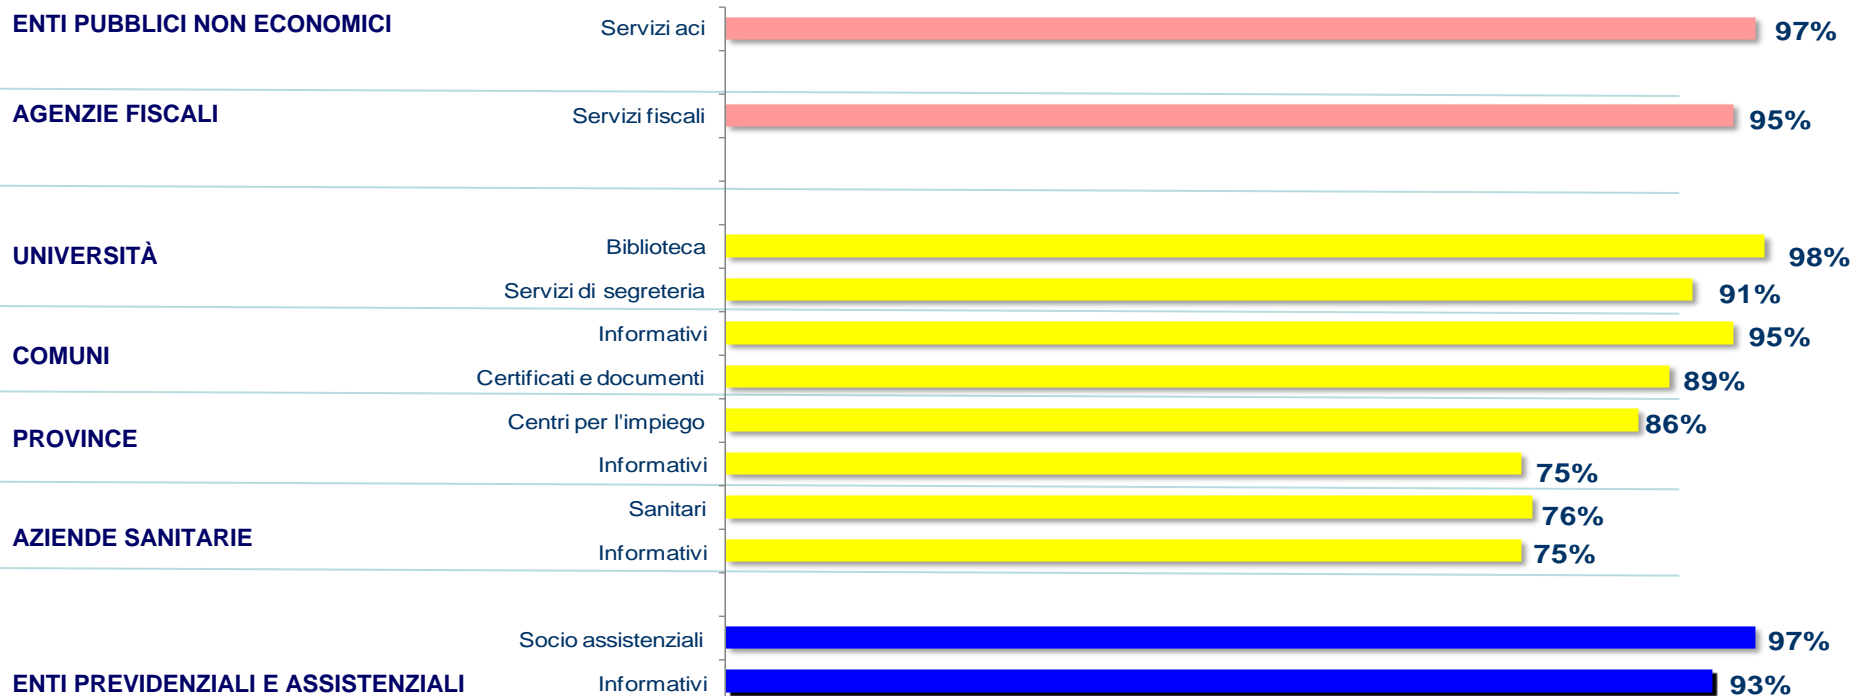 ENTI PUBBLICI NON ECONOMICI Servizi aci 97%
AGENZIE FISCALI Servizi fiscali 95%
UNIVERSITÀ Biblioteca 98%
Servizi di segreteria 91%
COMUNI Informativi 95%
Certificati e documenti 89%
PROVINCE Centri per l'impiego 86%
Informativi 75%
AZIENDE SANITARIE Sanitari 76%
Informativi 75%
Socio assistenziali 97%
ENTI PREVIDENZIALI E ASSISTENZIALI Informativi 93%